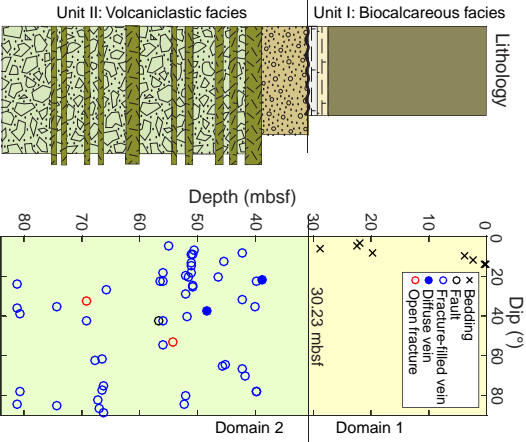 Unit II: Volcaniclastic facies
Unit I: Biocalcareous facies
Lithology
Depth (mbsf)
80
70
60
50
40
30
20
10
0
0
20
40
60
80
Dip (°)
30.23 mbsf
Bedding
Fault
Fracture-filled vein
Diffuse vein
Open fracture
Domain 2
Domain 1